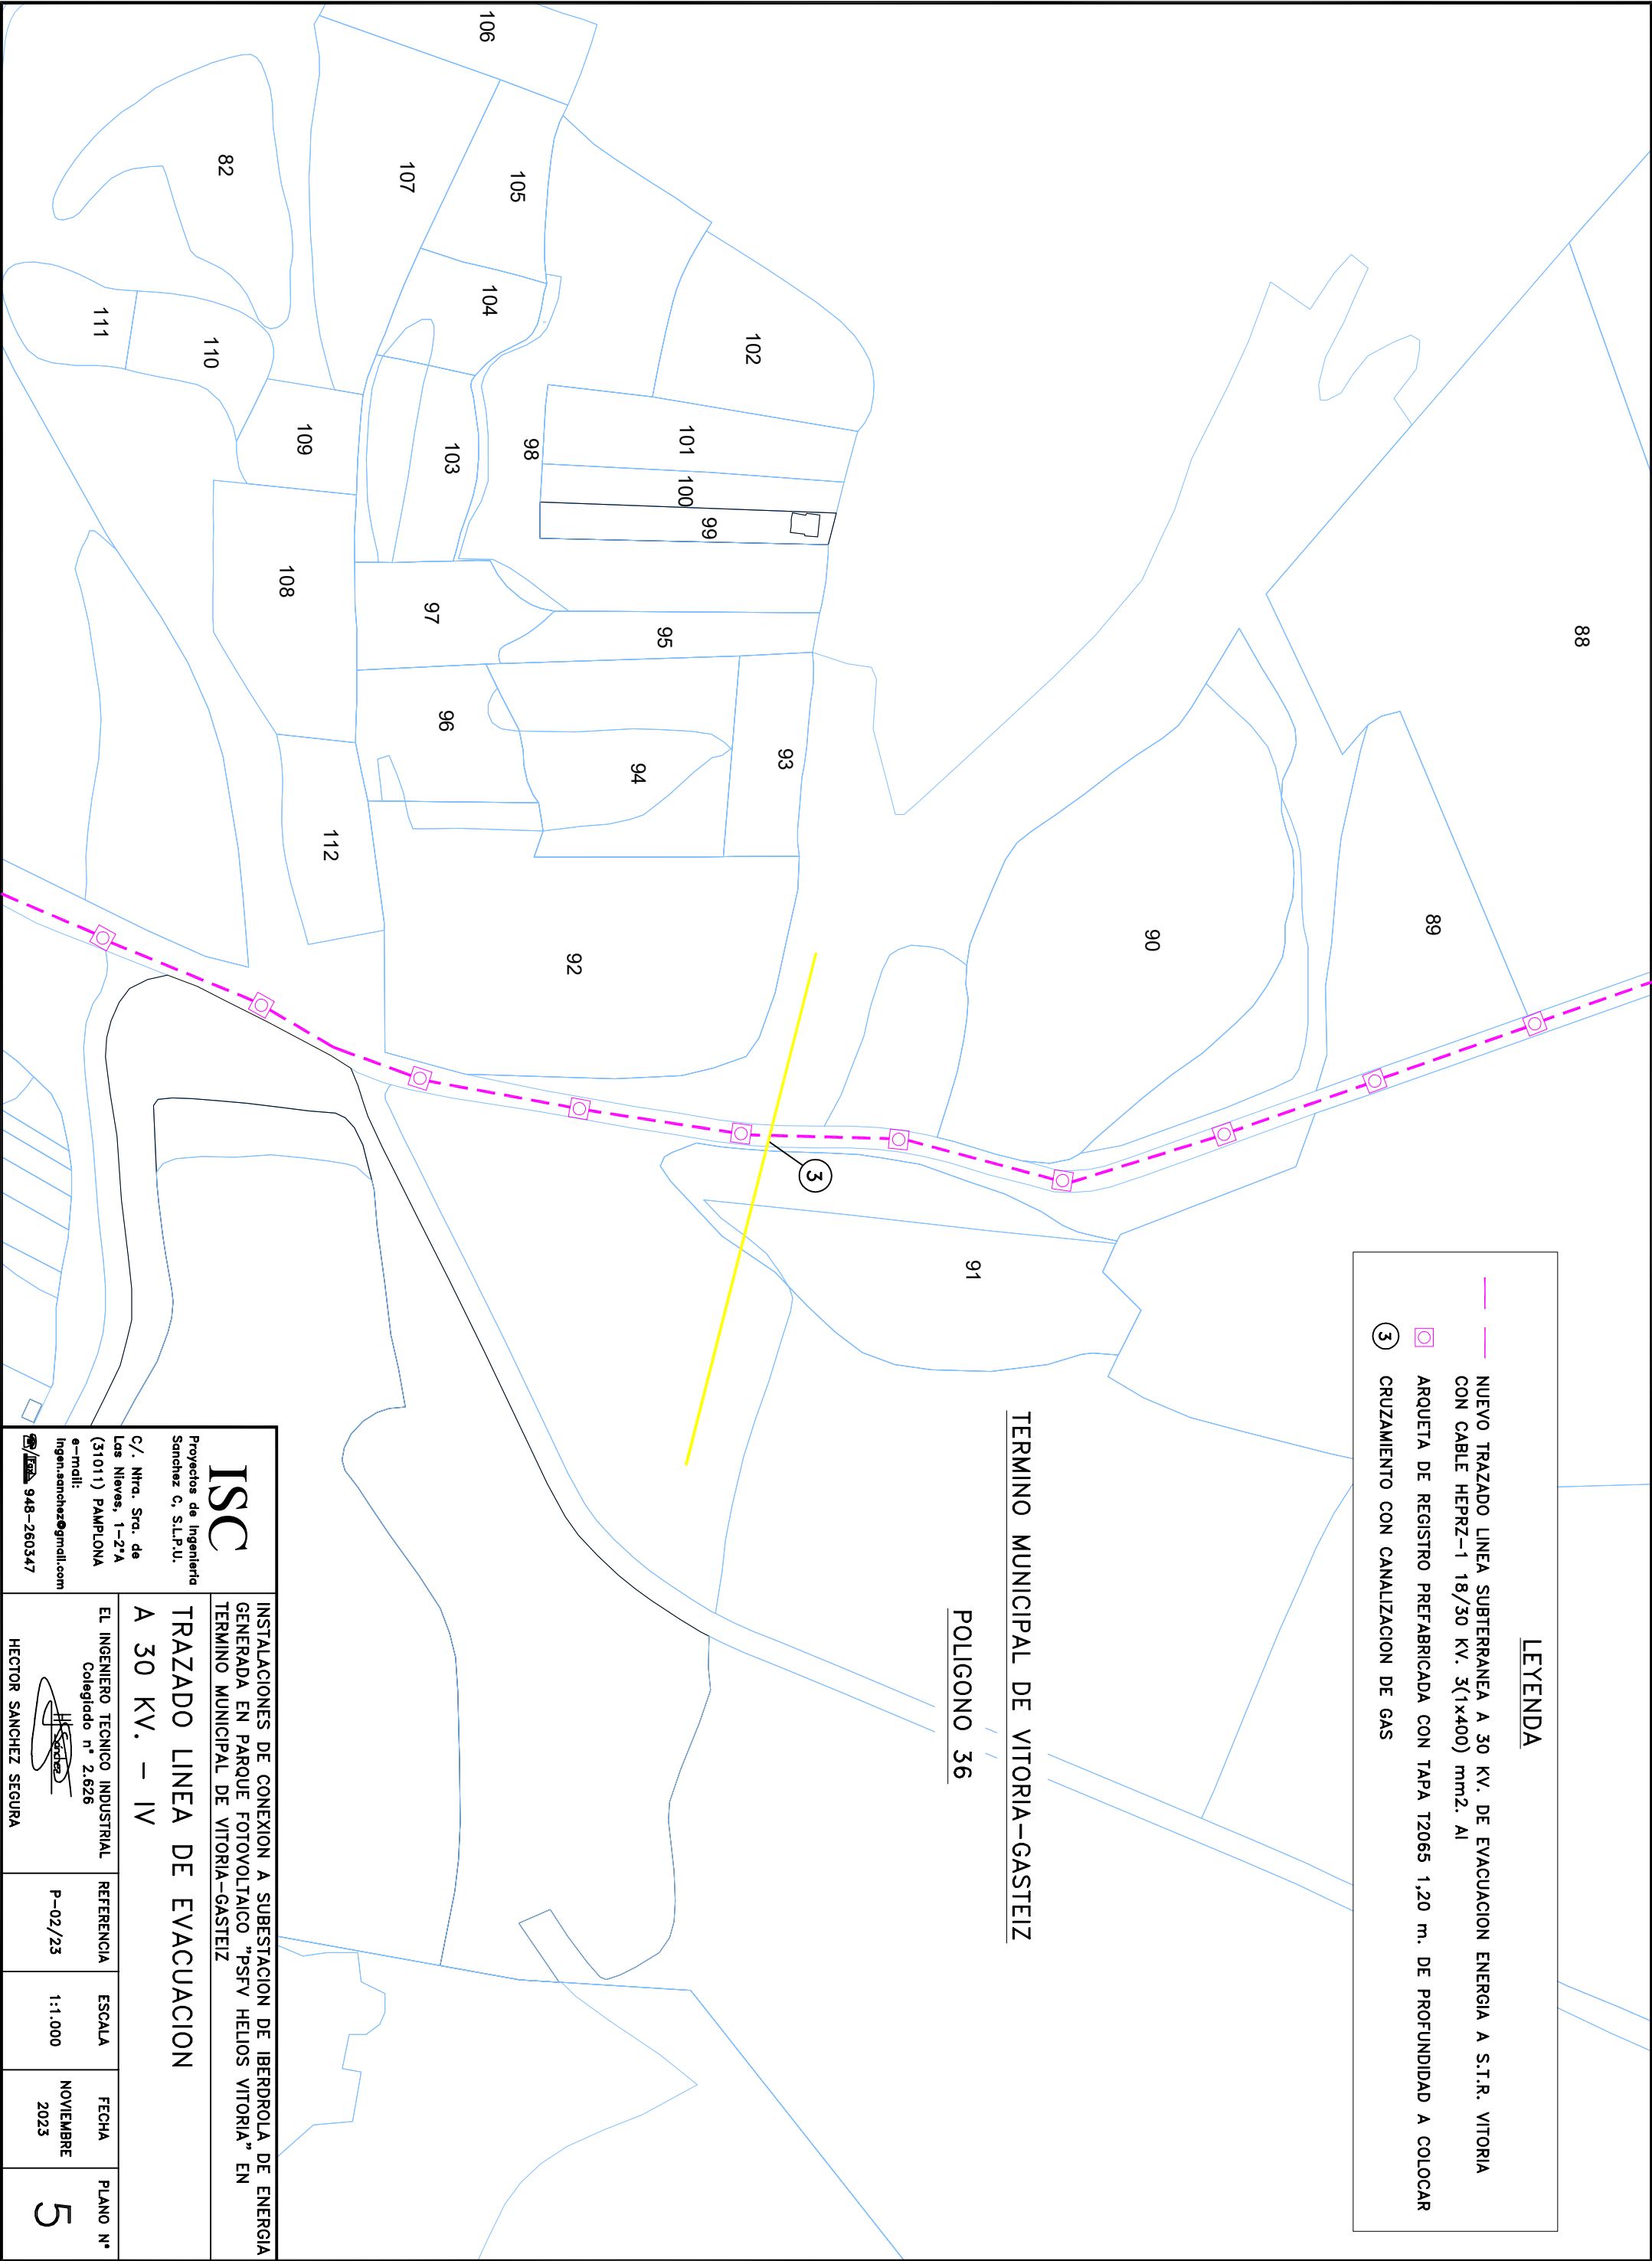 LEYENDA
NUEVO TRAZADO LINEA SUBTERRANEA A 30 KV. DE EVACUACION ENERGIA A S.T.R. VITORIA
CON CABLE HEPRZ-1 18/30 KV. 3(1x400) mm2. Al
ARQUETA DE REGISTRO PREFABRICADA CON TAPA T2065 1,20 m. DE PROFUNDIDAD A COLOCAR
3 CRUZAMIENTO CON CANALIZACION DE GAS
88
89
90
91
TERMINO MUNICIPAL DE VITORIA-GASTEIZ
POLIGONO 36
3
102
93
101
100
99
95
94
92
98
105
104
106
103
97
96
107
82
109
108
112
110
111
ISC
Proyectos de Ingenieria
Sanchez C, S.L.P.U.
C/. Ntra. Sra. de
Las Nieves, 1-2ºA
(31011) PAMPLONA
e-mail:
ingen.sanchez@gmail.com
/Fax 948-260347
INSTALACIONES DE CONEXION A SUBESTACION DE IBERDROLA DE ENERGIA
GENERADA EN PARQUE FOTOVOLTAICO "PSFV HELIOS VITORIA" EN
TERMINO MUNICIPAL DE VITORIA-GASTEIZ
TRAZADO LINEA DE EVACUACION
A 30 KV. - IV
EL INGENIERO TECNICO INDUSTRIAL
Colegiado nº 2.626
HSánchez
HECTOR SANCHEZ SEGURA
REFERENCIA
P-02/23
ESCALA
1:1.000
FECHA
NOVIEMBRE
2023
PLANO Nº
5